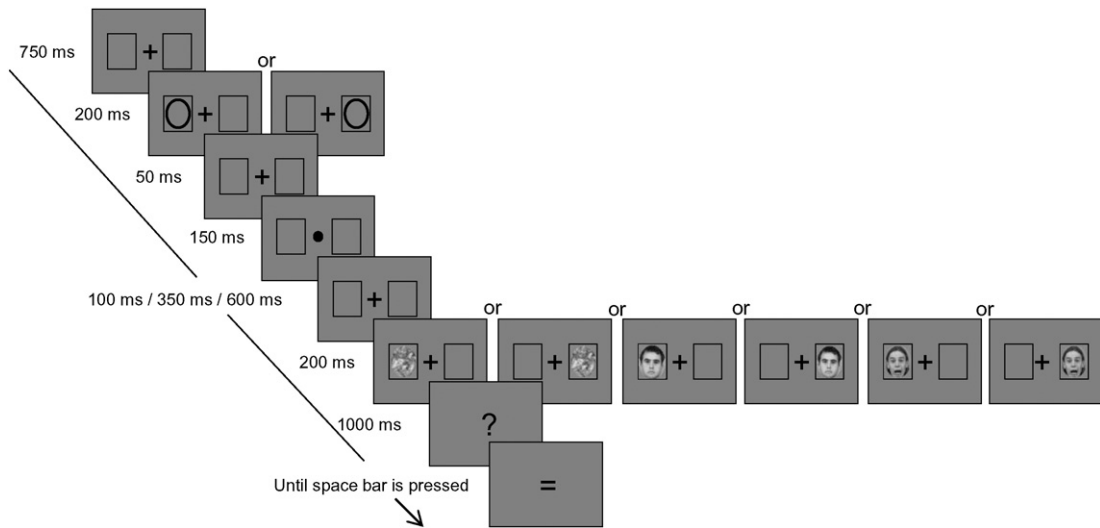 750 ms
or
200 ms
50 ms
150 ms
100 ms / 350 ms / 600 ms
or
or
or
or
or
200 ms
1000 ms
?
Until space bar is pressed
=